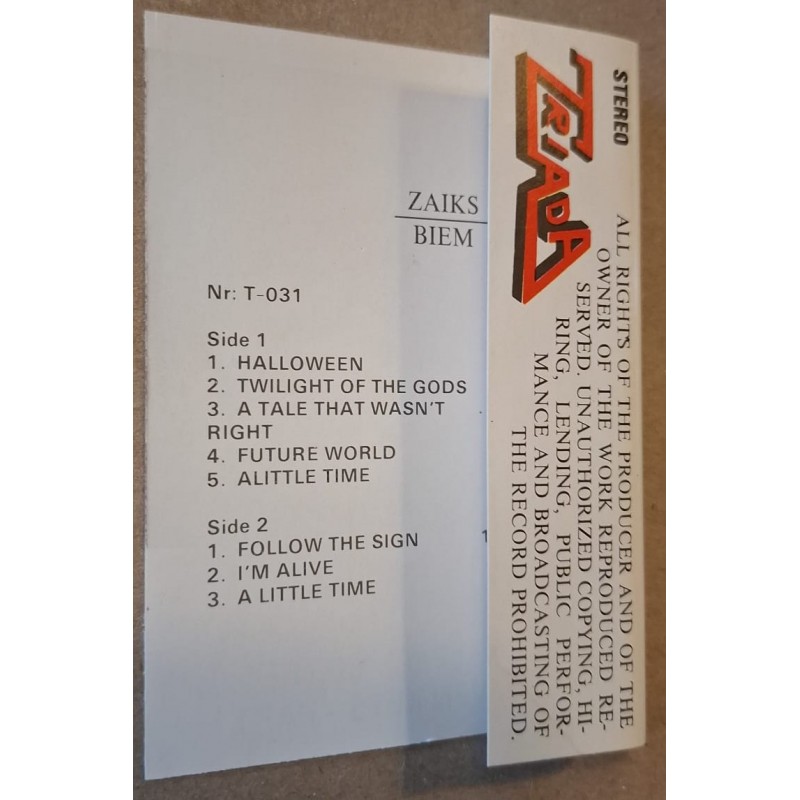 ZAIKS
BIEM
Nr: T-031
Side 1
1. HALLOWEEN
2. TWILIGHT OF THE GODS
3. A TALE THAT WASN'T
RIGHT
4. FUTURE WORLD
5. ALITTLE TIME
Side 2
1. FOLLOW THE SIGN
2. I'M ALIVE
3. A LITTLE TIME
1
STEREO
TRIADA
ALL RIGHTS OF THE PRODUCER AND OF THE
OWNER OF THE WORK REPRODUCED RE-
SERVED. UNAUTHORIZED COPYING, HI-
RING, LENDING, PUBLIC PERFOR-
MANCE AND BROADCASTING OF
THE RECORD PROHIBITED.